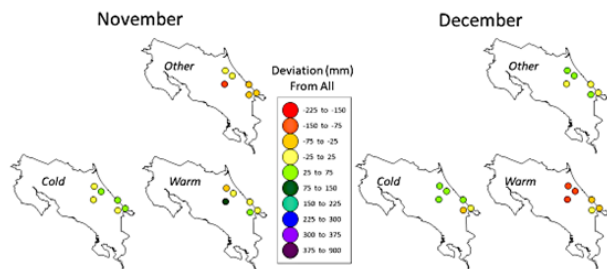 November
December
Other
Deviation (mm)
From All
Other
-225 to -150
-150 to -75
-75 to -25
-25 to 25
25 to 75
75 to 150
150 to 225
225 to 300
300 to 375
375 to 900
Cold
Warm
Cold
Warm